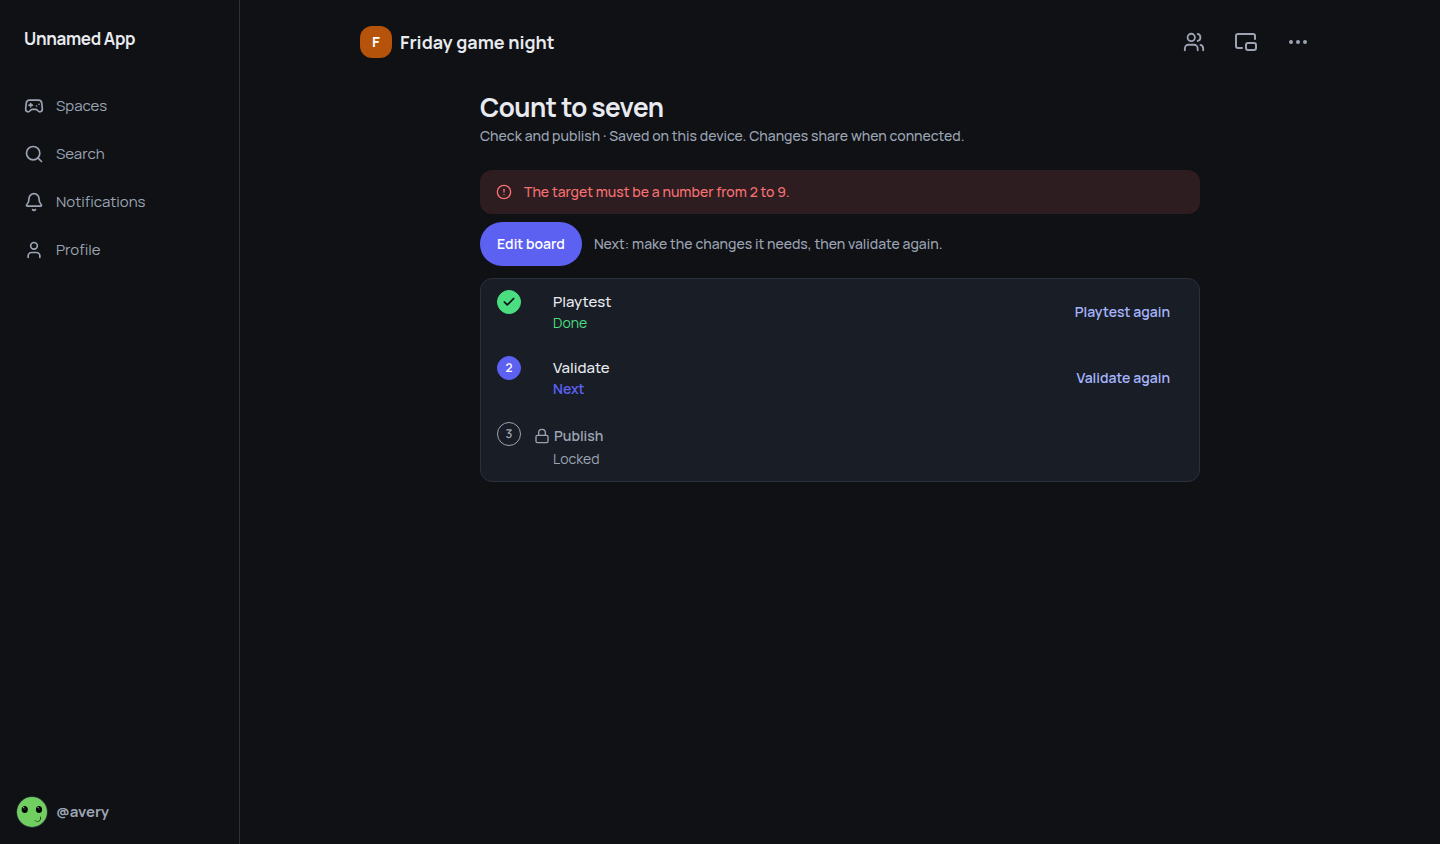 Unnamed App
Spaces
Search
Notifications
Profile
@avery
F Friday game night
Count to seven
Check and publish · Saved on this device. Changes share when connected.
The target must be a number from 2 to 9.
Edit board Next: make the changes it needs, then validate again.
Playtest
Done
Playtest again
2 Validate
Next
Validate again
3 Publish
Locked